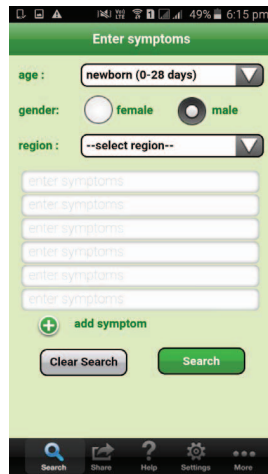 49% 6:15 pm
Enter symptoms
age : newborn (0-28 days)
gender: female male
region : --select region--
enter symptoms
enter symptoms
enter symptoms
enter symptoms
enter symptoms
enter symptoms
add symptom
Clear Search Search
Search Share Help Settings More